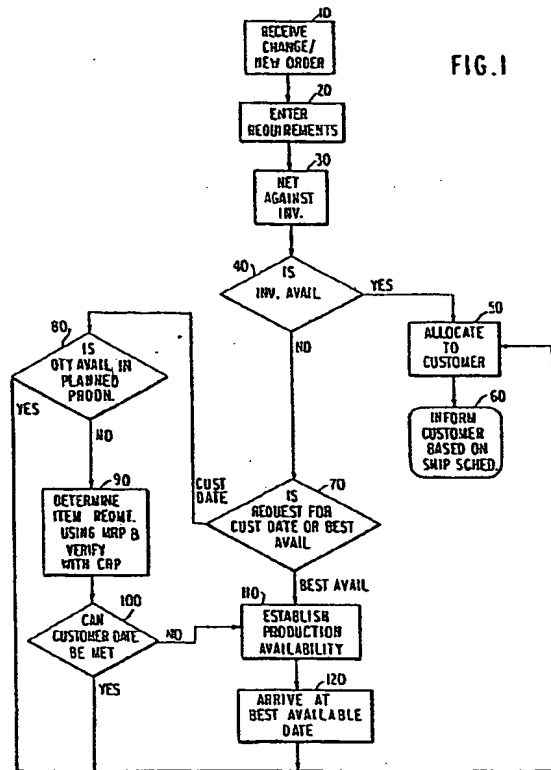 10
RECEIVE
CHANGE/
NEW ORDER
FIG.1
20
ENTER
REQUIREMENTS
30
NET
AGAINST
INV.
40
IS
INV. AVAIL
YES
NO
50
ALLOCATE
TO
CUSTOMER
60
INFORM
CUSTOMER
BASED ON
SHIP SCHED.
80
IS
QTY AVAIL. IN
PLANNED
PRODN.
YES
NO
CUST
DATE
70
IS
REQUEST FOR
CUST DATE OR BEST
AVAIL
BEST AVAIL
90
DETERMINE
ITEM REQMT.
USING MRP &
VERIFY
WITH CRP
100
CAN
CUSTOMER DATE
BE MET
NO
YES
110
ESTABLISH
PRODUCTION
AVAILABILITY
120
ARRIVE AT
BEST AVAILABLE
DATE